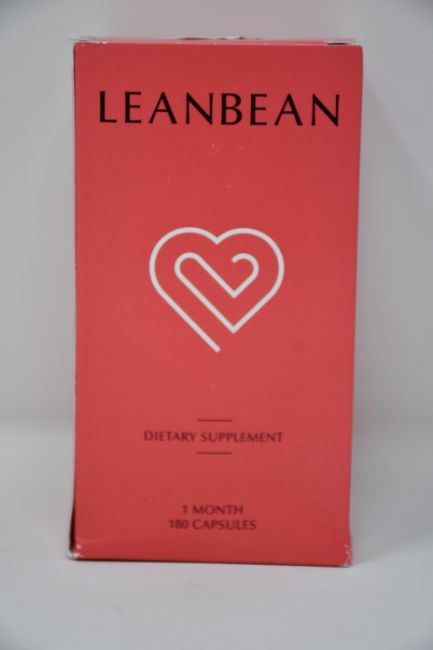 LEANBEAN
DIETARY SUPPLEMENT
1 MONTH
180 CAPSULES